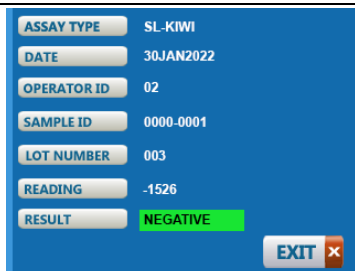 ASSAY TYPE SL-KIWI
DATE 30JAN2022
OPERATOR ID 02
SAMPLE ID 0000-0001
LOT NUMBER 003
READING -1526
RESULT NEGATIVE
EXIT ×